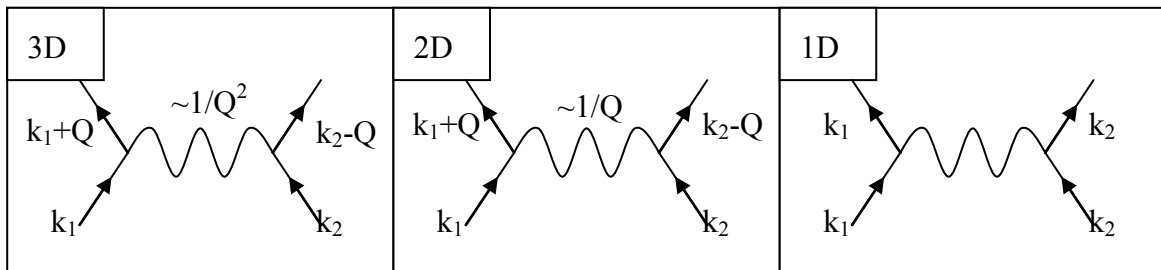 3D
~1/Q²
k₁+Q
k₂-Q
k₁
k₂
2D
~1/Q
k₁+Q
k₂-Q
k₁
k₂
1D
k₁
k₂
k₁
k₂